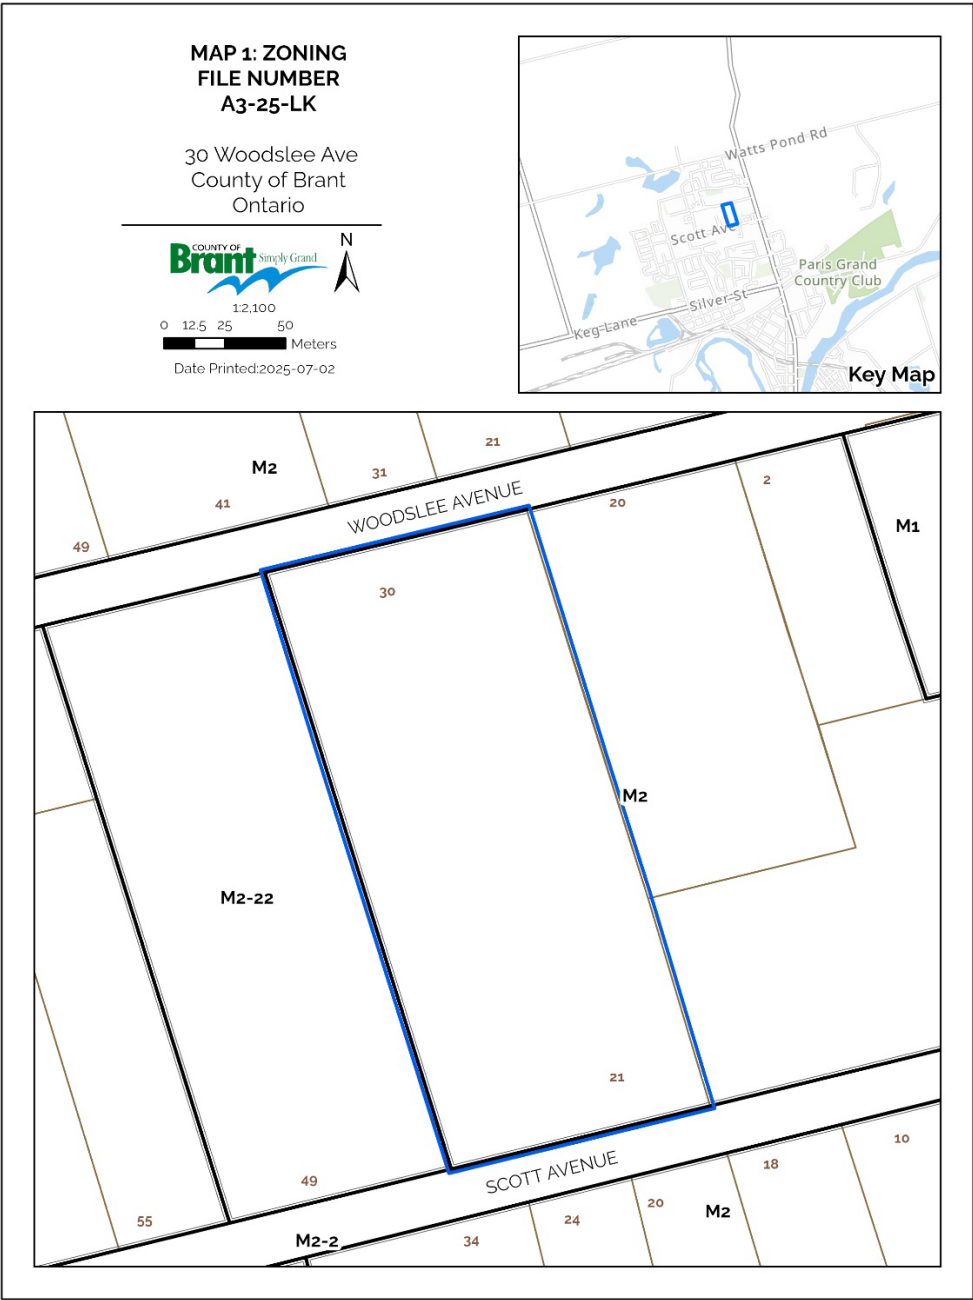 MAP 1: ZONING
FILE NUMBER
A3-25-LK
30 Woodslee Ave
County of Brant
Ontario
COUNTY OF
Brant Simply Grand
N
1:2,100
0 12.5 25 50
Meters
Date Printed:2025-07-02
Watts Pond Rd
Scott Ave
Paris Grand
Country Club
Silver St
Keg Lane
Key Map
21
M2
31
2
WOODSLEE AVENUE
41
20
M1
49
30
M2
M2-22
21
10
SCOTT AVENUE
18
49
20
55
24
M2
M2-2
34